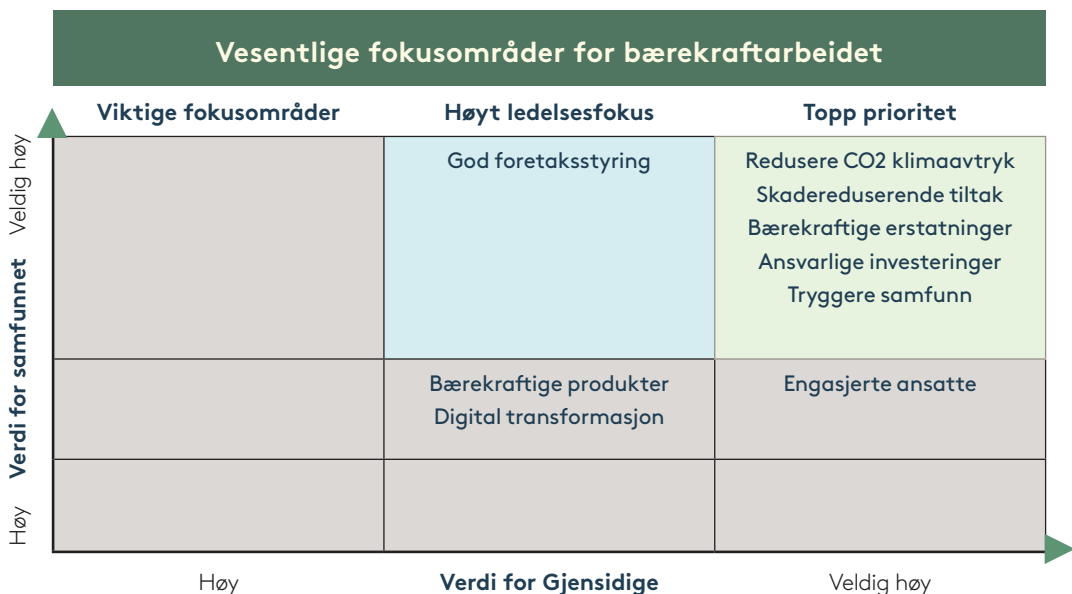 Vesentlige fokusområder for bærekraftarbeidet
Viktige fokusområder
Høyt ledelsesfokus
Topp prioritet
Veldig høy
Verdi for samfunnet
Høy
God foretaksstyring
Redusere CO2 klimaavtryk
Skadereduserende tiltak
Bærekraftige erstatninger
Ansvarlige investeringer
Tryggere samfunn
Bærekraftige produkter
Digital transformasjon
Engasjerte ansatte
Høy
Verdi for Gjensidige
Veldig høy